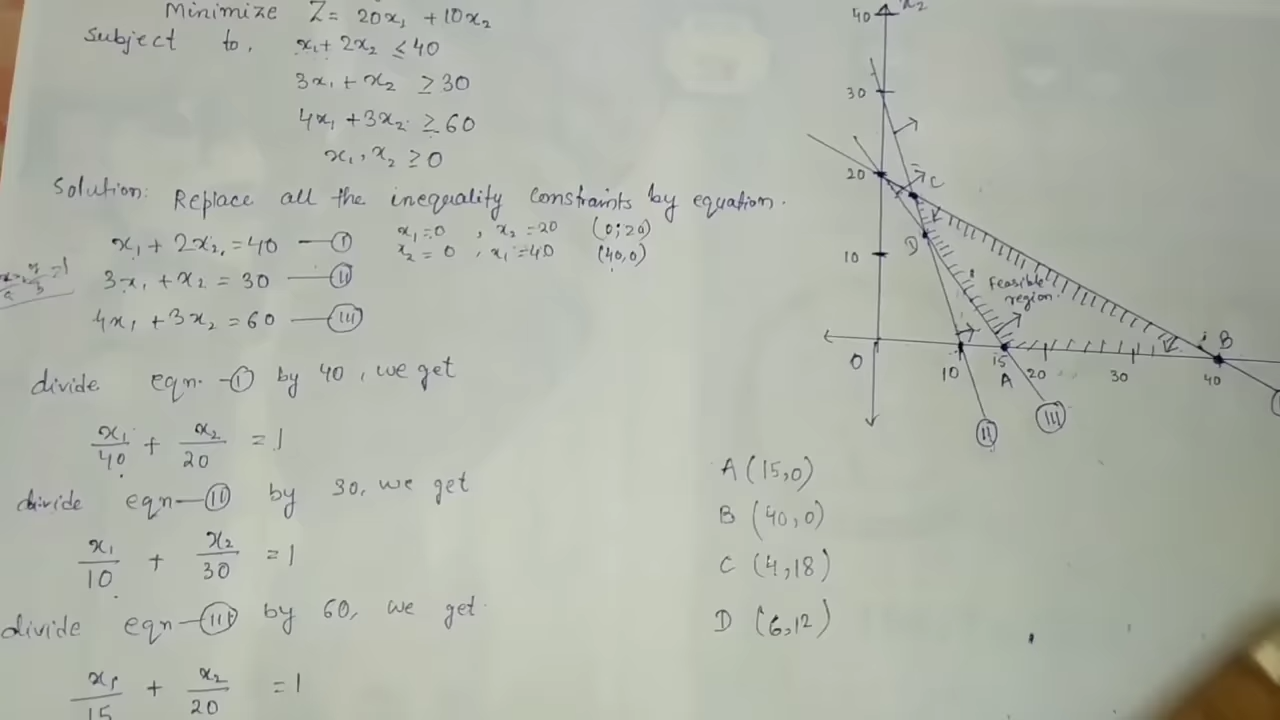 Minimize Z = 20x₁ + 10x₂
Subject to, x₁ + 2x₂ ≤ 40
3x₁ + x₂ ≥ 30
4x₁ + 3x₂ ≥ 60
x₁, x₂ ≥ 0
Solution: Replace all the inequality constraints by equation.
x₁ + 2x₂ = 40 — I
x₁ = 0, x₂ = 20 (0,20)
x₂ = 0, x₁ = 40 (40,0)
3x₁ + x₂ = 30 — II
4x₁ + 3x₂ = 60 — III
divide eqn — I by 40, we get
x₁/40 + x₂/20 = 1
divide eqn — II by 30, we get
x₁/10 + x₂/30 = 1
divide eqn — III by 60, we get
x₁/15 + x₂/20 = 1
x₂
40
30
20
C
D
10
Feasible
region.
B
O
10
15
A
20
30
40
II
III
A (15,0)
B (40,0)
C (4,18)
D (6,12)